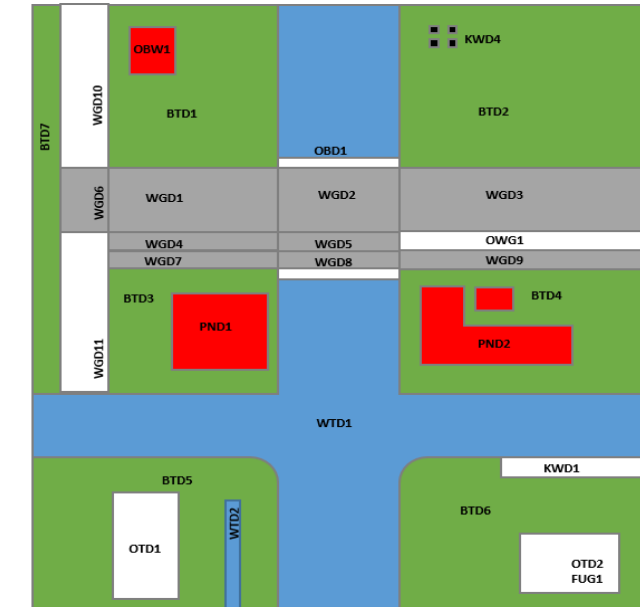 OBW1
KWD4
WGD10
BTD1
BTD2
BTD7
OBD1
WGD6
WGD1
WGD2
WGD3
WGD4
WGD5
OWG1
WGD7
WGD8
WGD9
BTD3
BTD4
PND1
PND2
WGD11
WTD1
KWD1
BTD5
BTD6
WTD2
OTD1
OTD2
FUG1